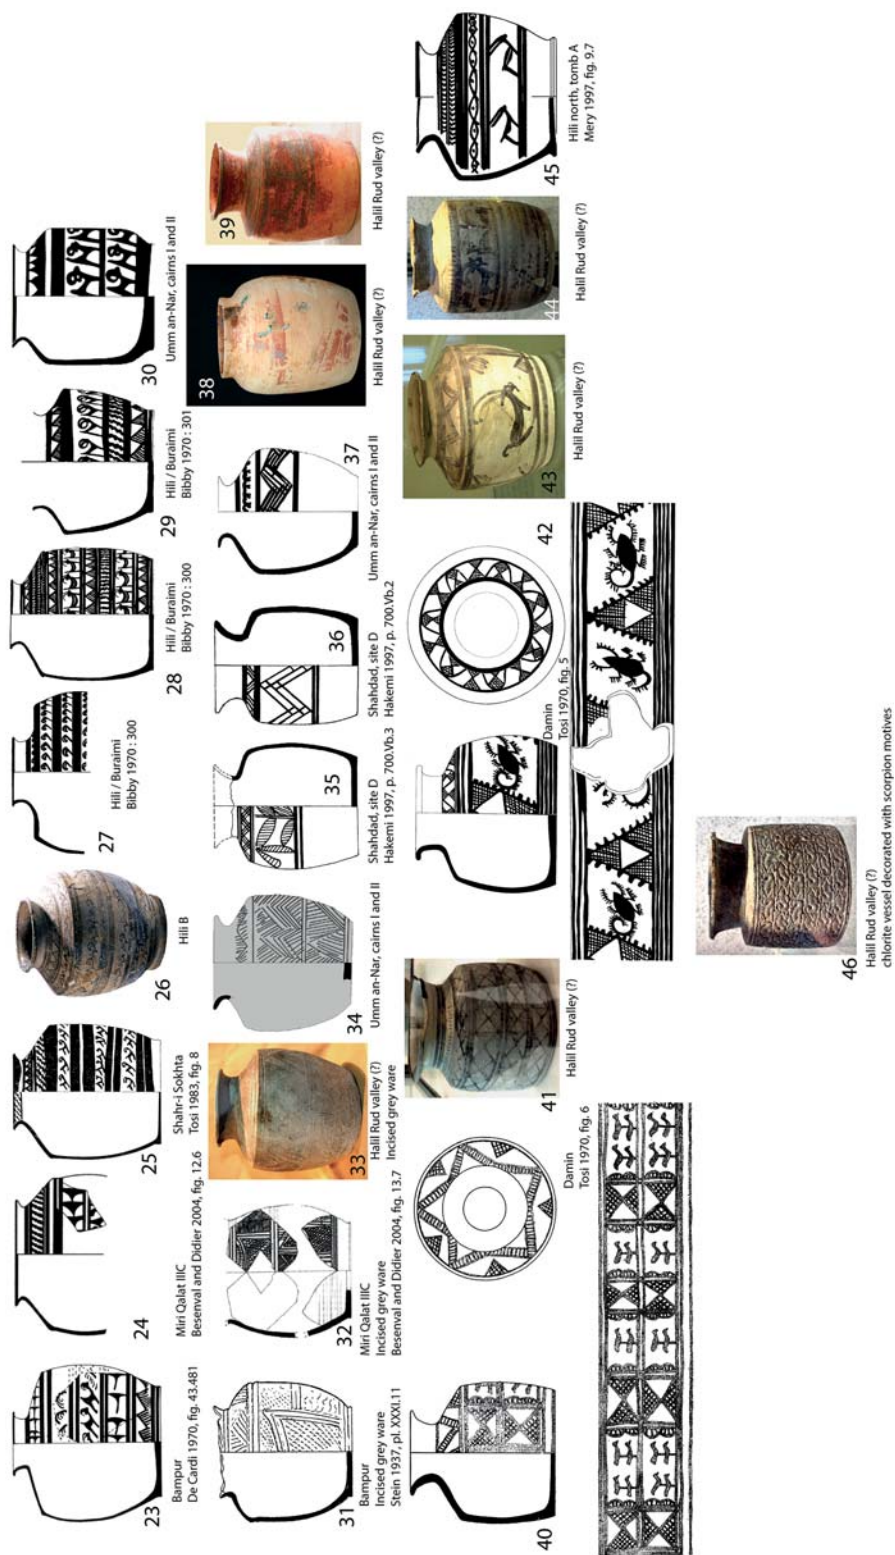 23
Bampur
De Cardi 1970, fig. 43.481
24
Miri Qalat IIIC
Besenval and Didier 2004, fig. 12.6
25
Shahr-i Sokhta
Tosi 1983, fig. 8
26
Hili B
27
Hili / Buraimi
Bibby 1970 : 300
28
Hili / Buraimi
Bibby 1970 : 300
29
Hili / Buraimi
Bibby 1970 : 301
30
Umm an-Nar, cairns I and II
31
Bampur
Incised grey ware
Stein 1937, pl. XXXI.11
32
Miri Qalat IIIC
Incised grey ware
Besenval and Didier 2004, fig. 13.7
33
Halil Rud valley (?)
Incised grey ware
34
Umm an-Nar, cairns I and II
35
Shahdad, site D
Hakemi 1997, p. 700.Vb.3
36
Shahdad, site D
Hakemi 1997, p. 700.Vb.2
37
Umm an-Nar, cairns I and II
38
Halil Rud valley (?)
39
Halil Rud valley (?)
40
Damin
Tosi 1970, fig. 6
41
Halil Rud valley (?)
42
Damin
Tosi 1970, fig. 5
43
Halil Rud valley (?)
44
Halil Rud valley (?)
45
Hili north, tomb A
Mery 1997, fig. 9.7
46
Halil Rud valley (?)
chlorite vessel decorated with scorpion motives